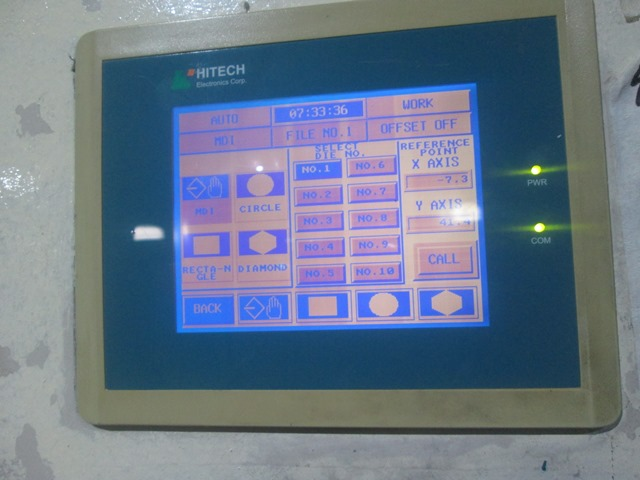 HITECH
Electronics Corp.
AUTO
07:33:36
WORK
MDI
FILE NO.1
OFFSET OFF
SELECT
DIE NO.
REFERENCE
POINT
X AXIS
-7.3
Y AXIS
CALL
NO.1
NO.6
NO.2
NO.7
NO.3
NO.8
NO.4
NO.9
NO.5
NO.10
MDI
CIRCLE
RECTA-N
GLE
DIAMOND
BACK
PWR
COM